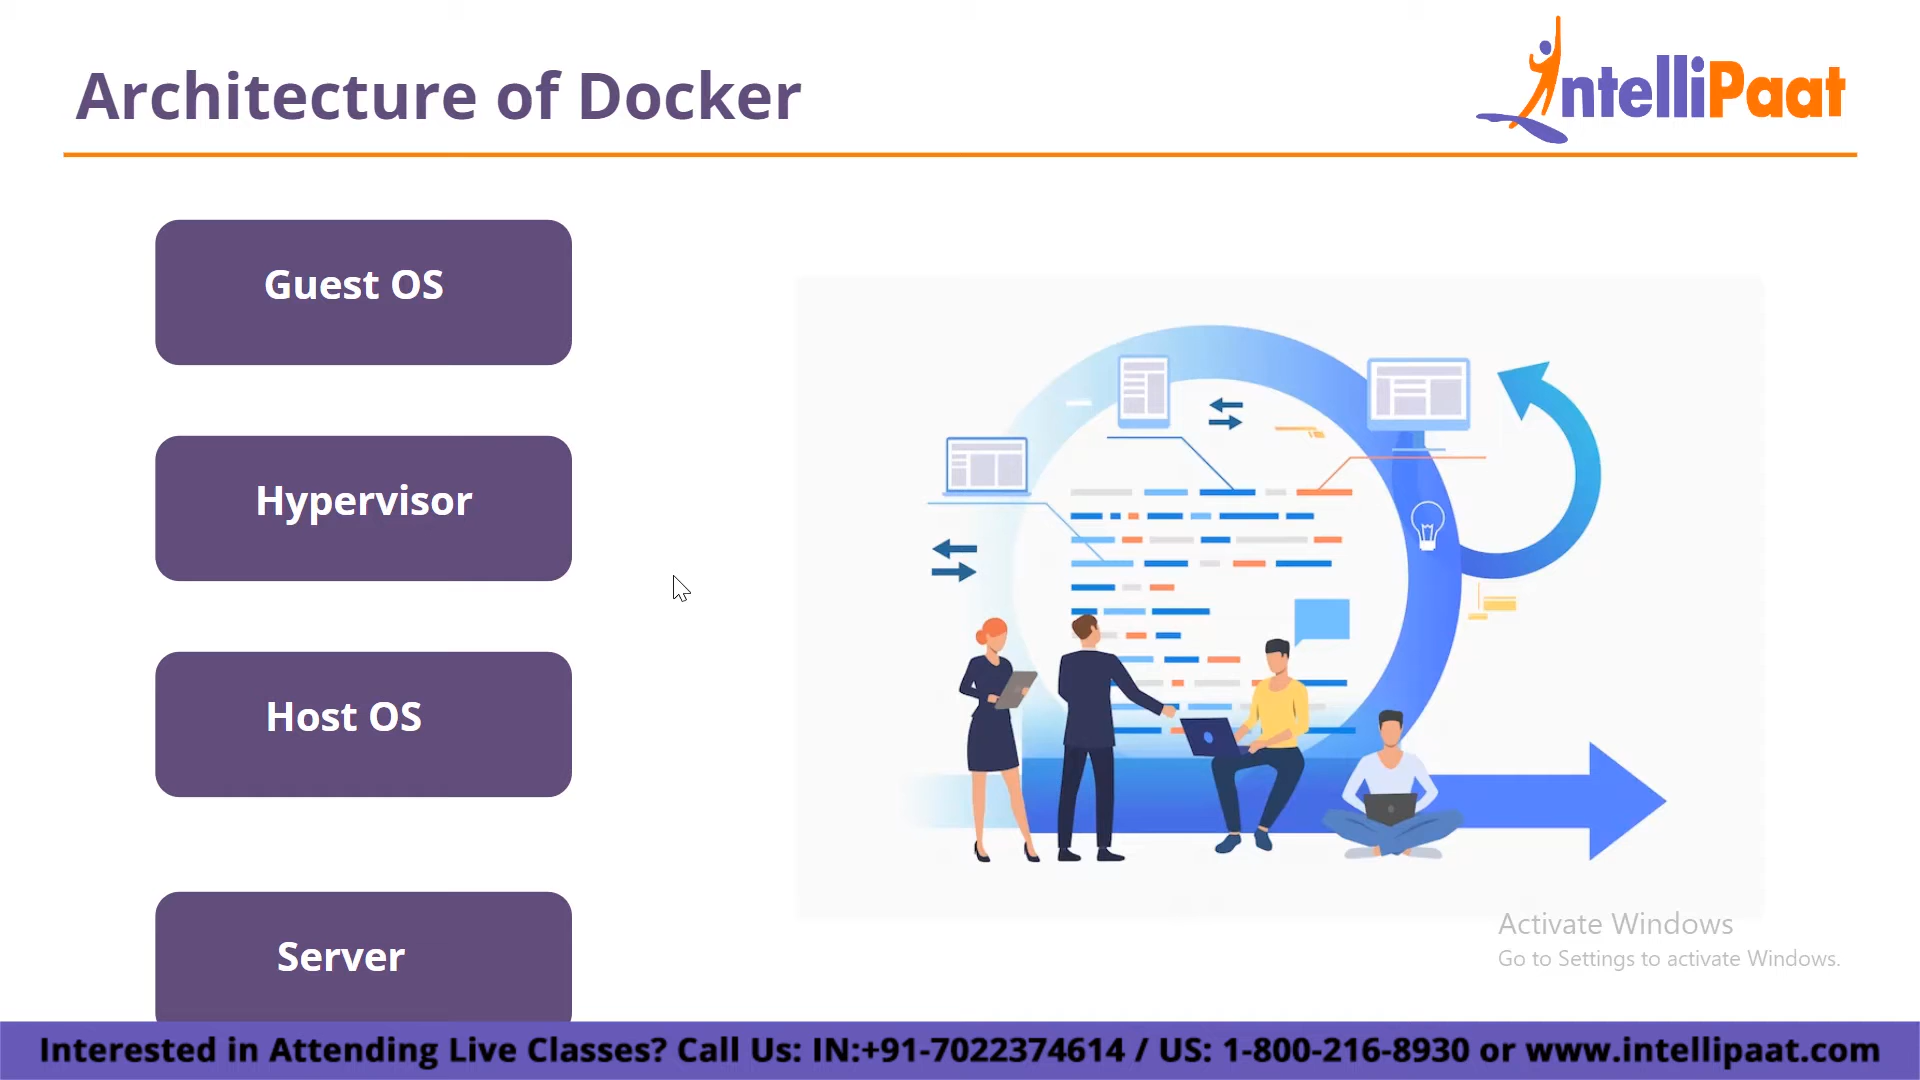 Architecture of Docker
IntelliPaat
Guest OS
Hypervisor
Host OS
Server
Activate Windows
Go to Settings to activate Windows.
Interested in Attending Live Classes? Call Us: IN:+91-7022374614 / US: 1-800-216-8930 or www.intellipaat.com